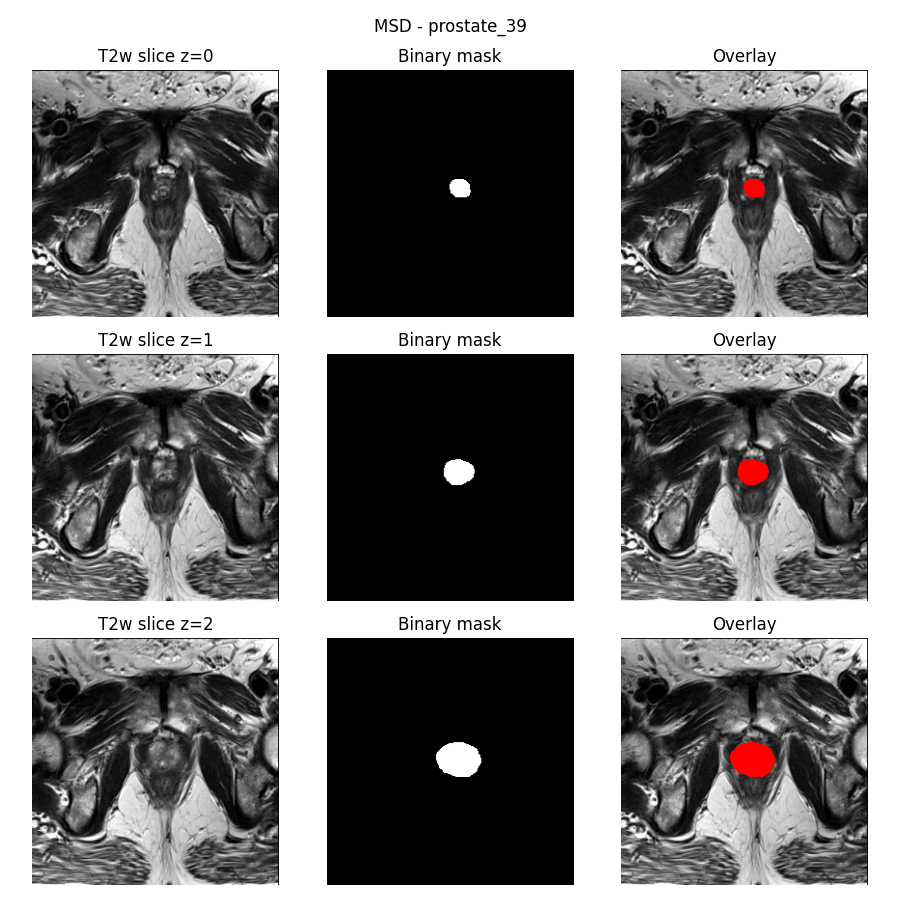 MSD - prostate_39
T2w slice z=0
Binary mask
Overlay
T2w slice z=1
Binary mask
Overlay
T2w slice z=2
Binary mask
Overlay